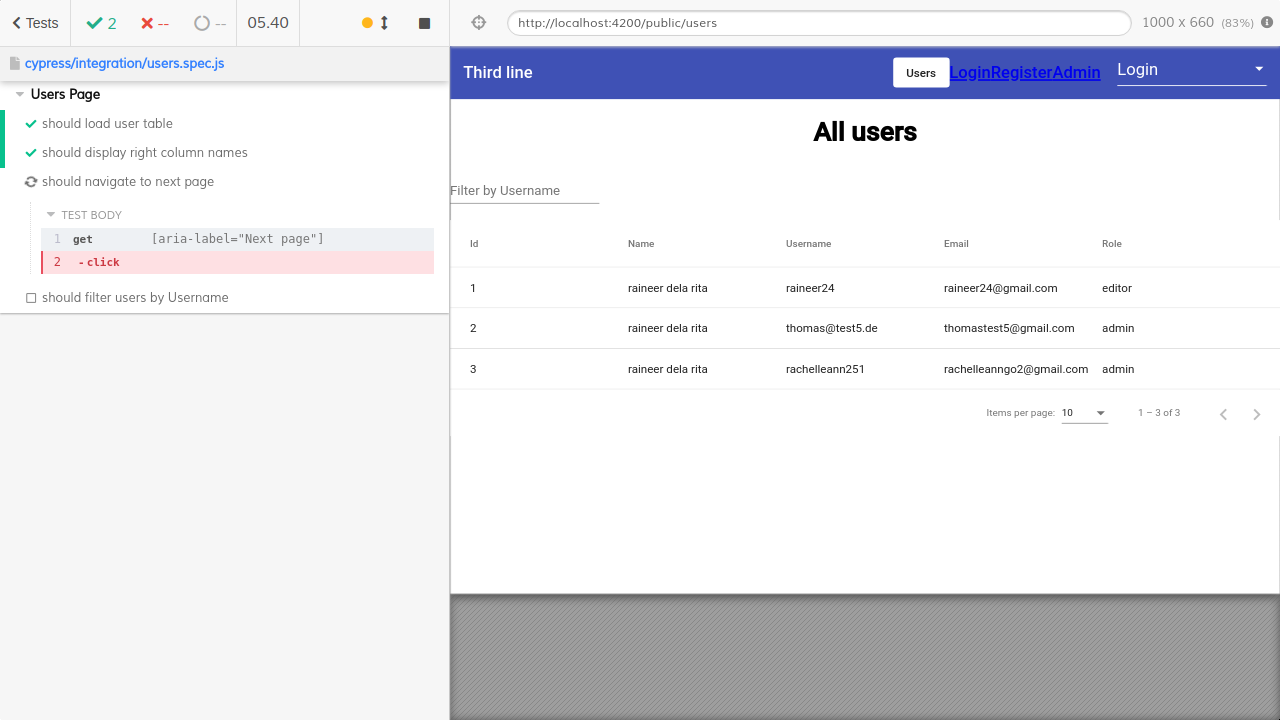 Tests 2 -- -- 05.40 http://localhost:4200/public/users 1000 x 660 (83%)
cypress/integration/users.spec.js
Users Page
should load user table
should display right column names
should navigate to next page
TEST BODY
1 get [aria-label="Next page"]
2 - click
should filter users by Username
Third line Users LoginRegisterAdmin Login
All users
Filter by Username
Id Name Username Email Role
1 raineer dela rita raineer24 raineer24@gmail.com editor
2 raineer dela rita thomas@test5.de thomastest5@gmail.com admin
3 raineer dela rita rachelleann251 rachelleanngo2@gmail.com admin
Items per page: 10 1 – 3 of 3